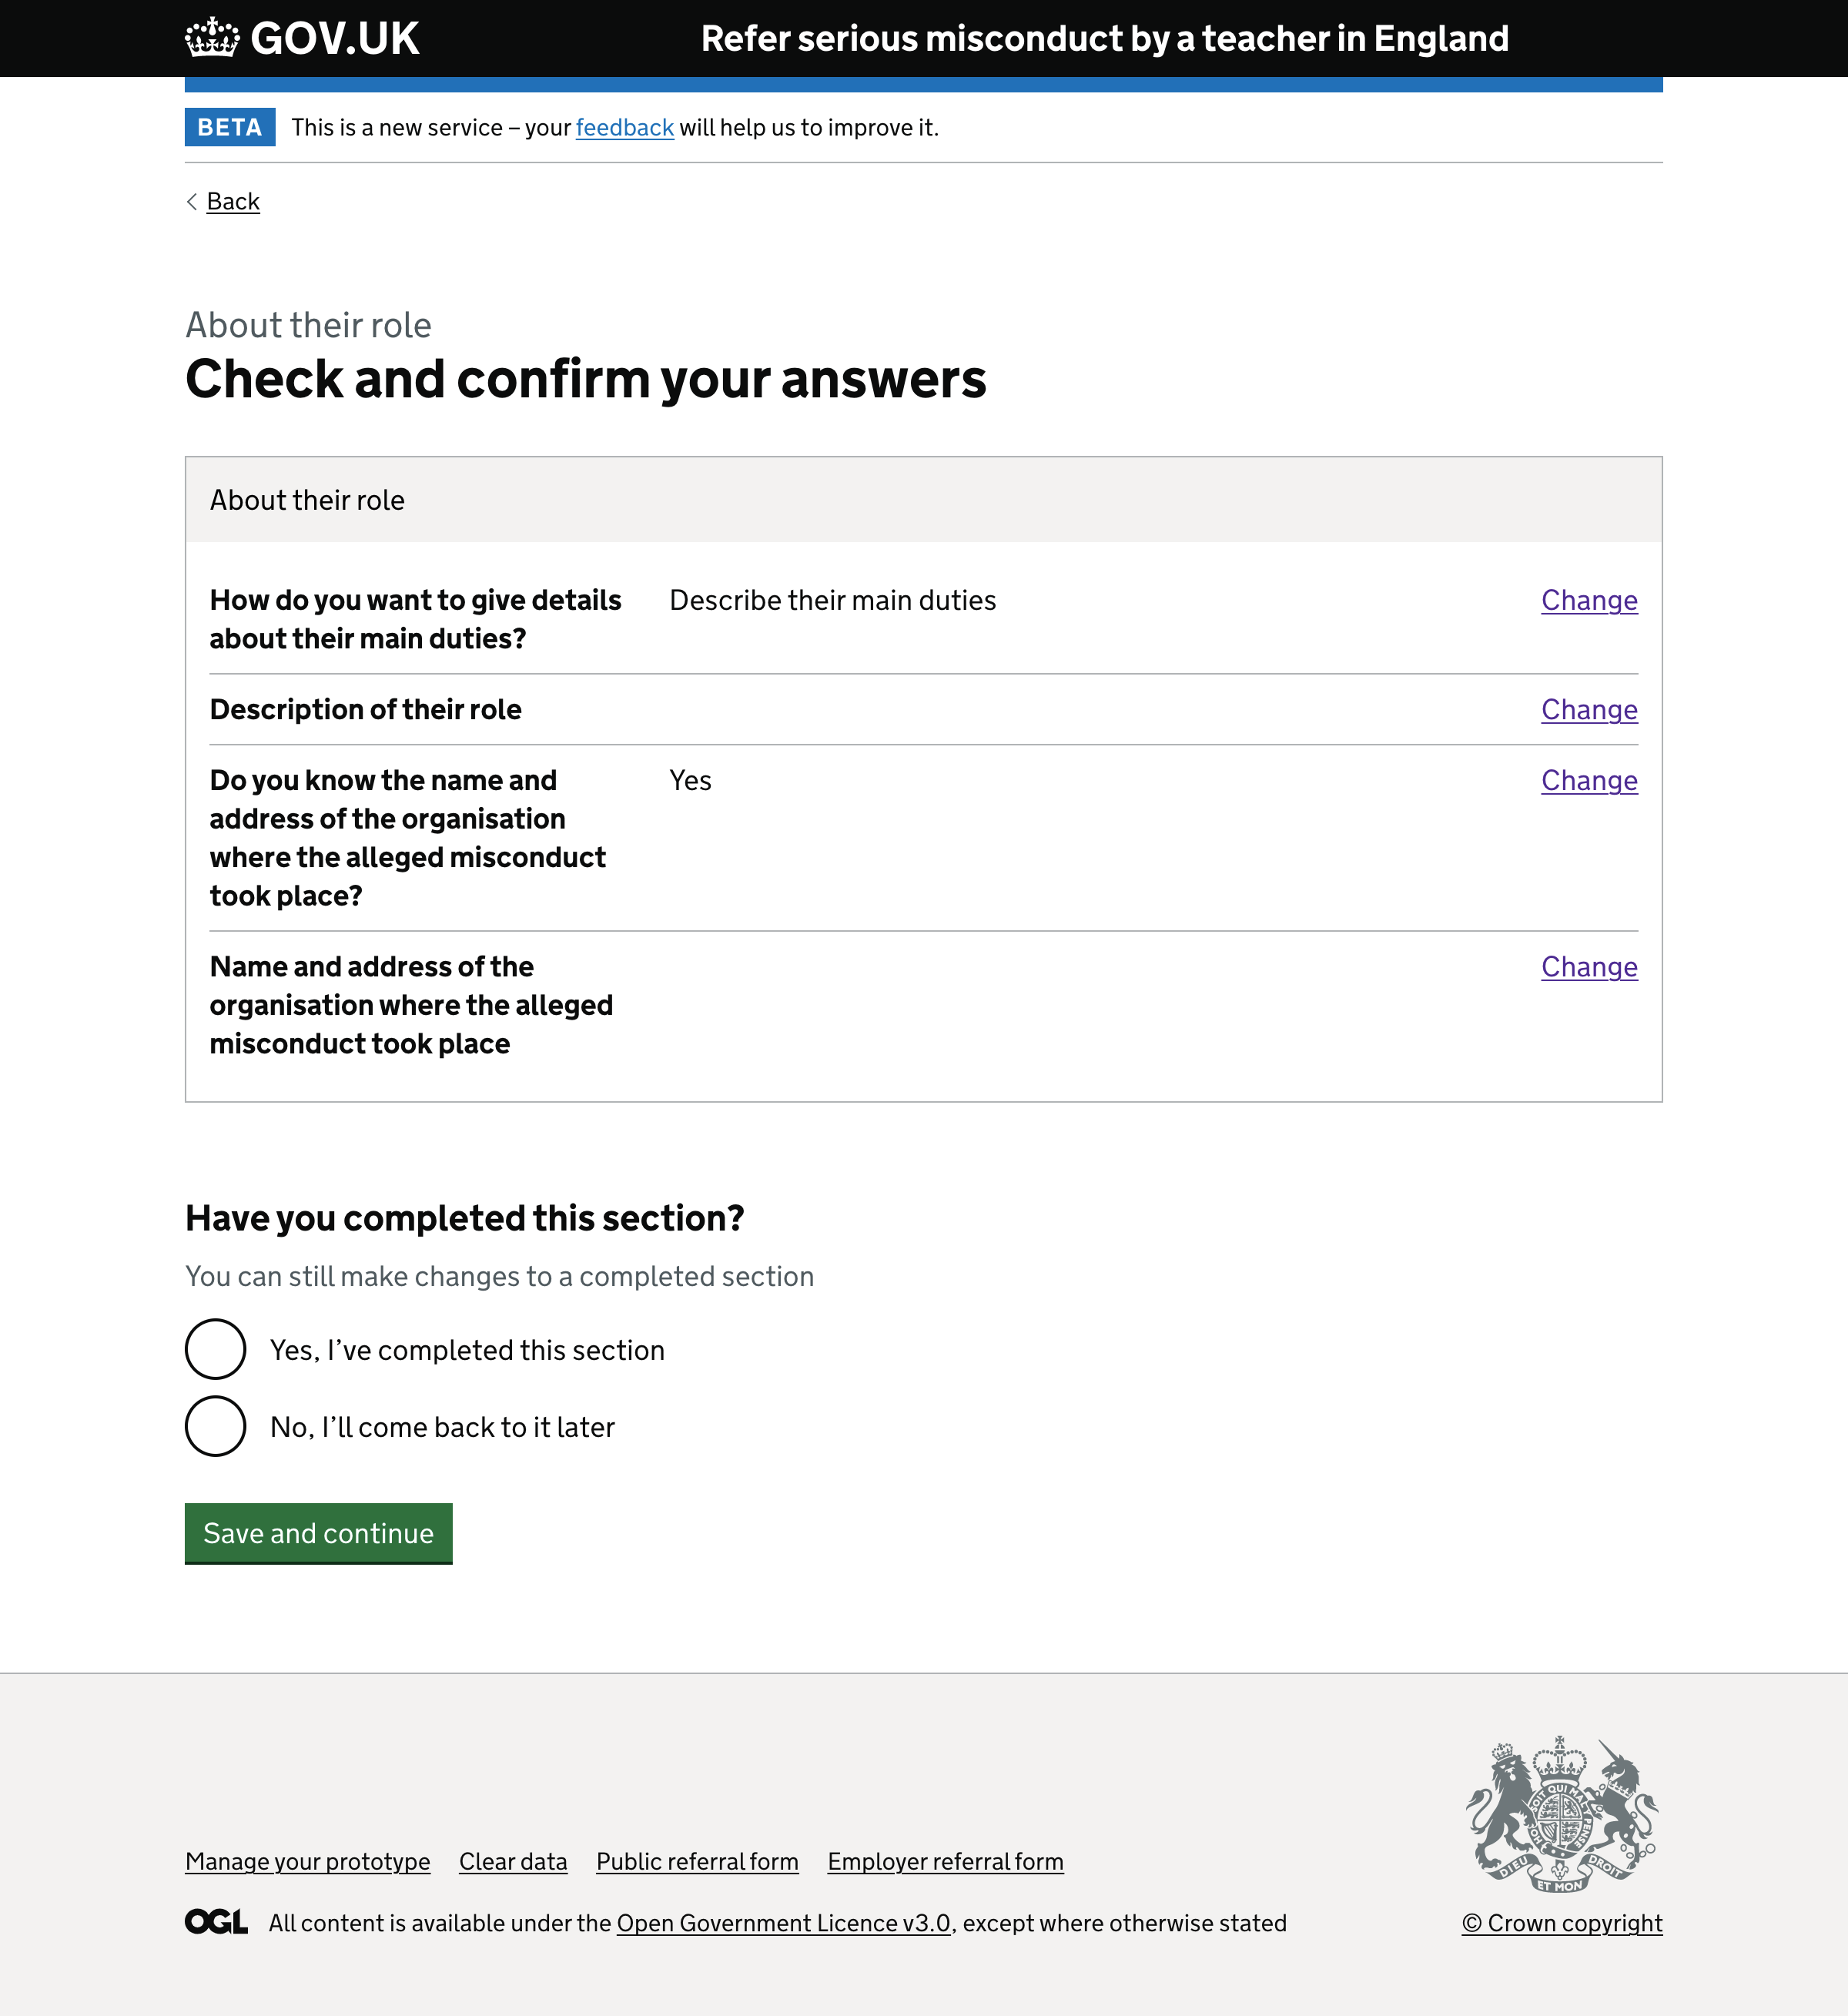 GOV.UK
Refer serious misconduct by a teacher in England
BETA This is a new service – your feedback will help us to improve it.
Back
About their role
Check and confirm your answers
About their role
How do you want to give details Describe their main duties Change
about their main duties?
Description of their role Change
Do you know the name and Yes Change
address of the organisation
where the alleged misconduct
took place?
Name and address of the Change
organisation where the alleged
misconduct took place
Have you completed this section?
You can still make changes to a completed section
Yes, I’ve completed this section
No, I’ll come back to it later
Save and continue
Manage your prototype Clear data Public referral form Employer referral form
DIEU ET MON DROIT
OGL All content is available under the Open Government Licence v3.0, except where otherwise stated
© Crown copyright